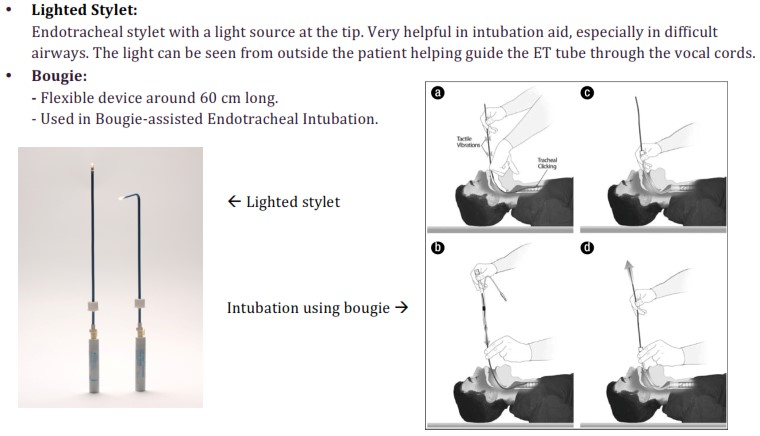 • Lighted Stylet:
Endotracheal stylet with a light source at the tip. Very helpful in intubation aid, especially in difficult
airways. The light can be seen from outside the patient helping guide the ET tube through the vocal cords.
• Bougie:
- Flexible device around 60 cm long.
- Used in Bougie-assisted Endotracheal Intubation.
← Lighted stylet
Intubation using bougie →
a
Tactile
Vibrations
Tracheal
Clicking
c
b
d